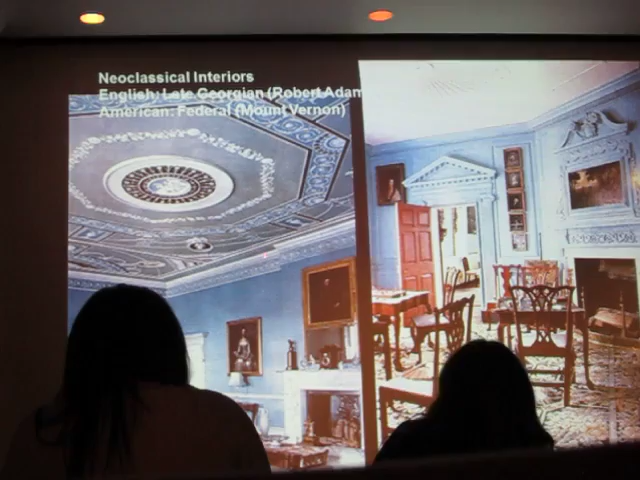 Neoclassical Interiors
English: Late Georgian (Robert Adam
American: Federal (Mount Vernon)